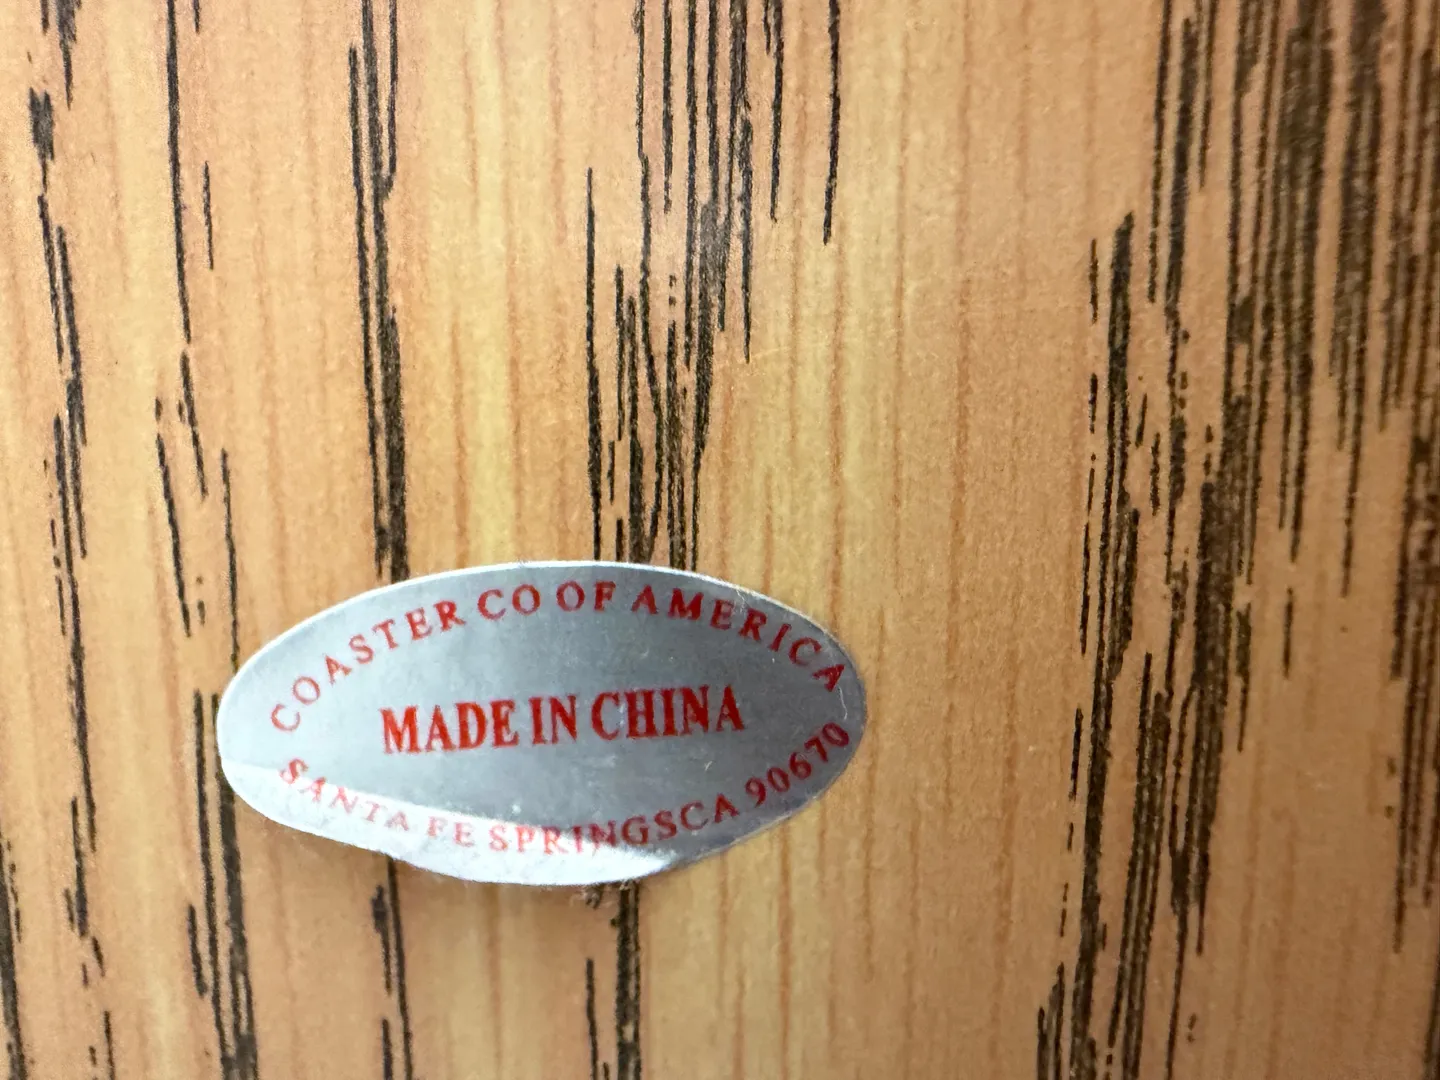 COASTER CO OF AMERICA
MADE IN CHINA
SANTA FE SPRINGSCA 90670